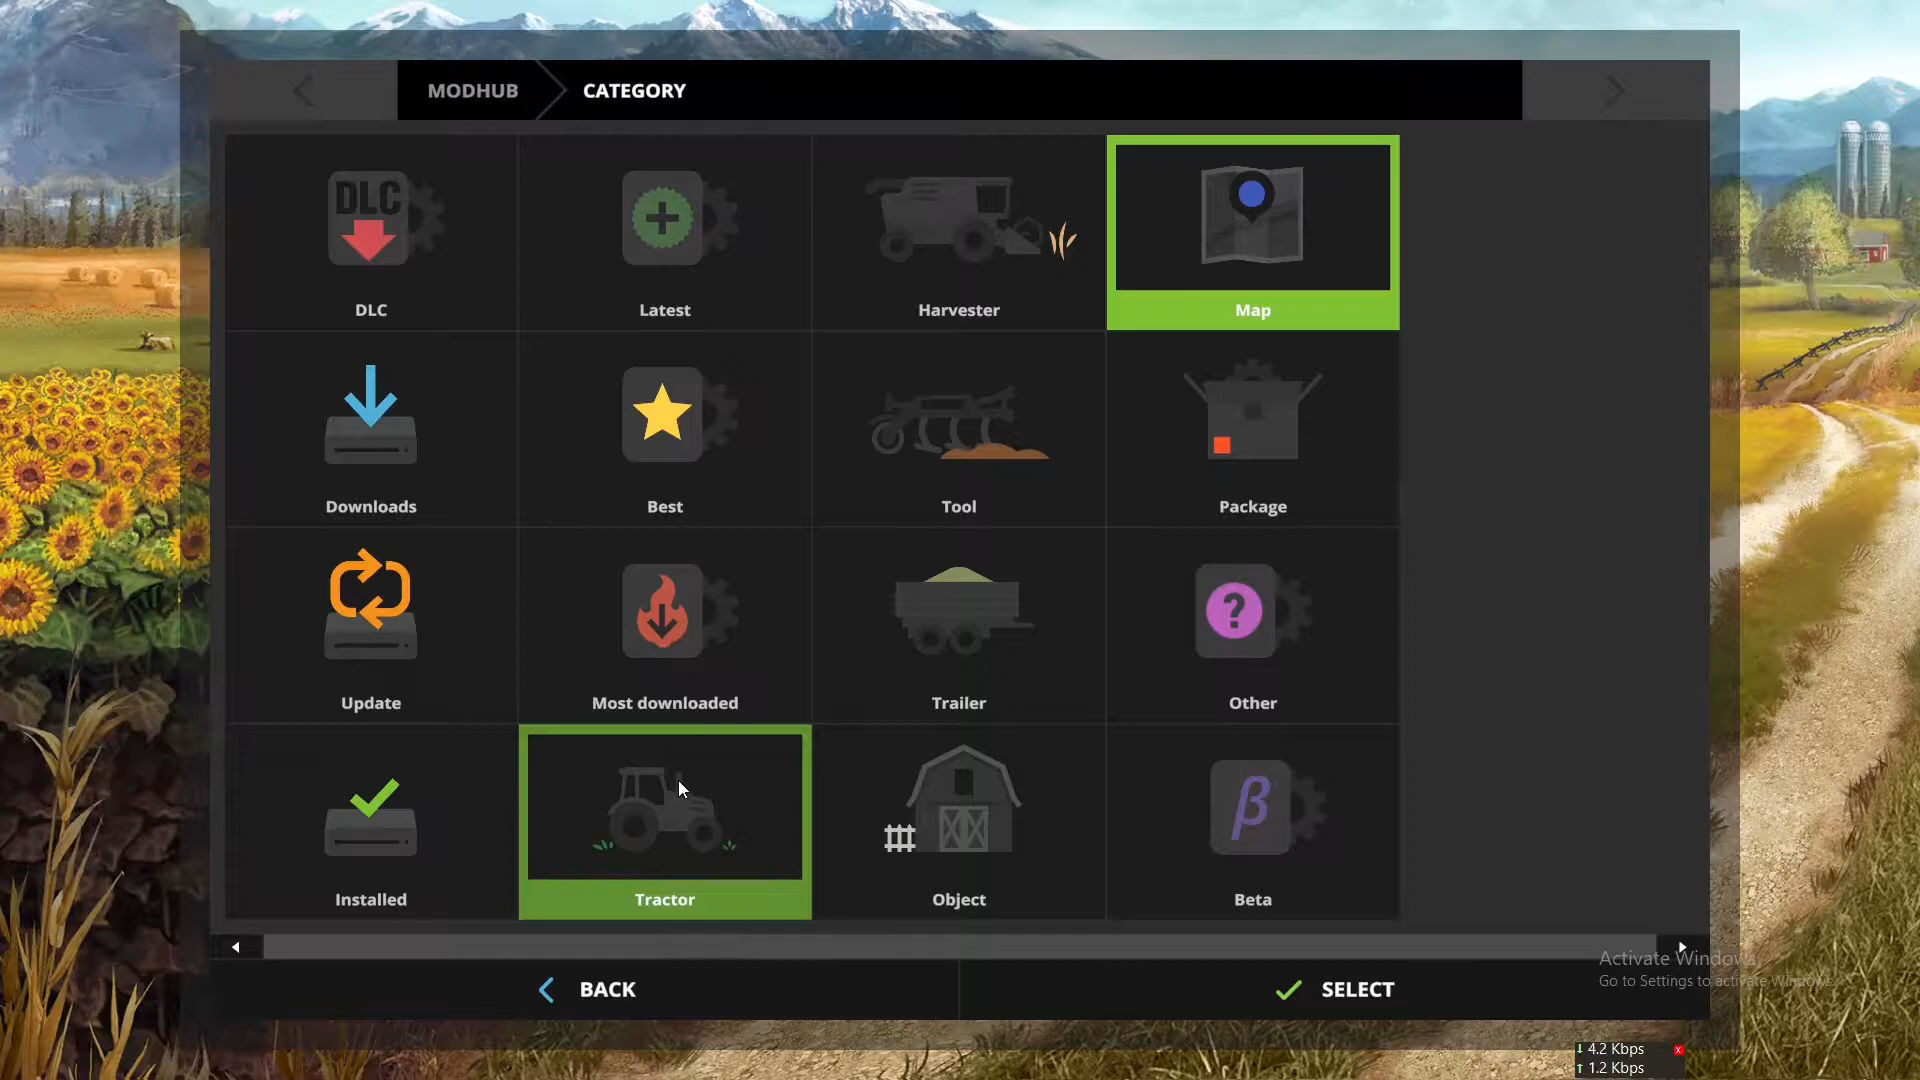 MODHUB CATEGORY
DLC
DLC Latest Harvester Map
Downloads Best Tool Package
?
Update Most downloaded Trailer Other
β
Installed Tractor Object Beta
BACK SELECT
Activate Windows
Go to Settings to activate Windows.
↓ 4.2 Kbps x
↑ 1.2 Kbps